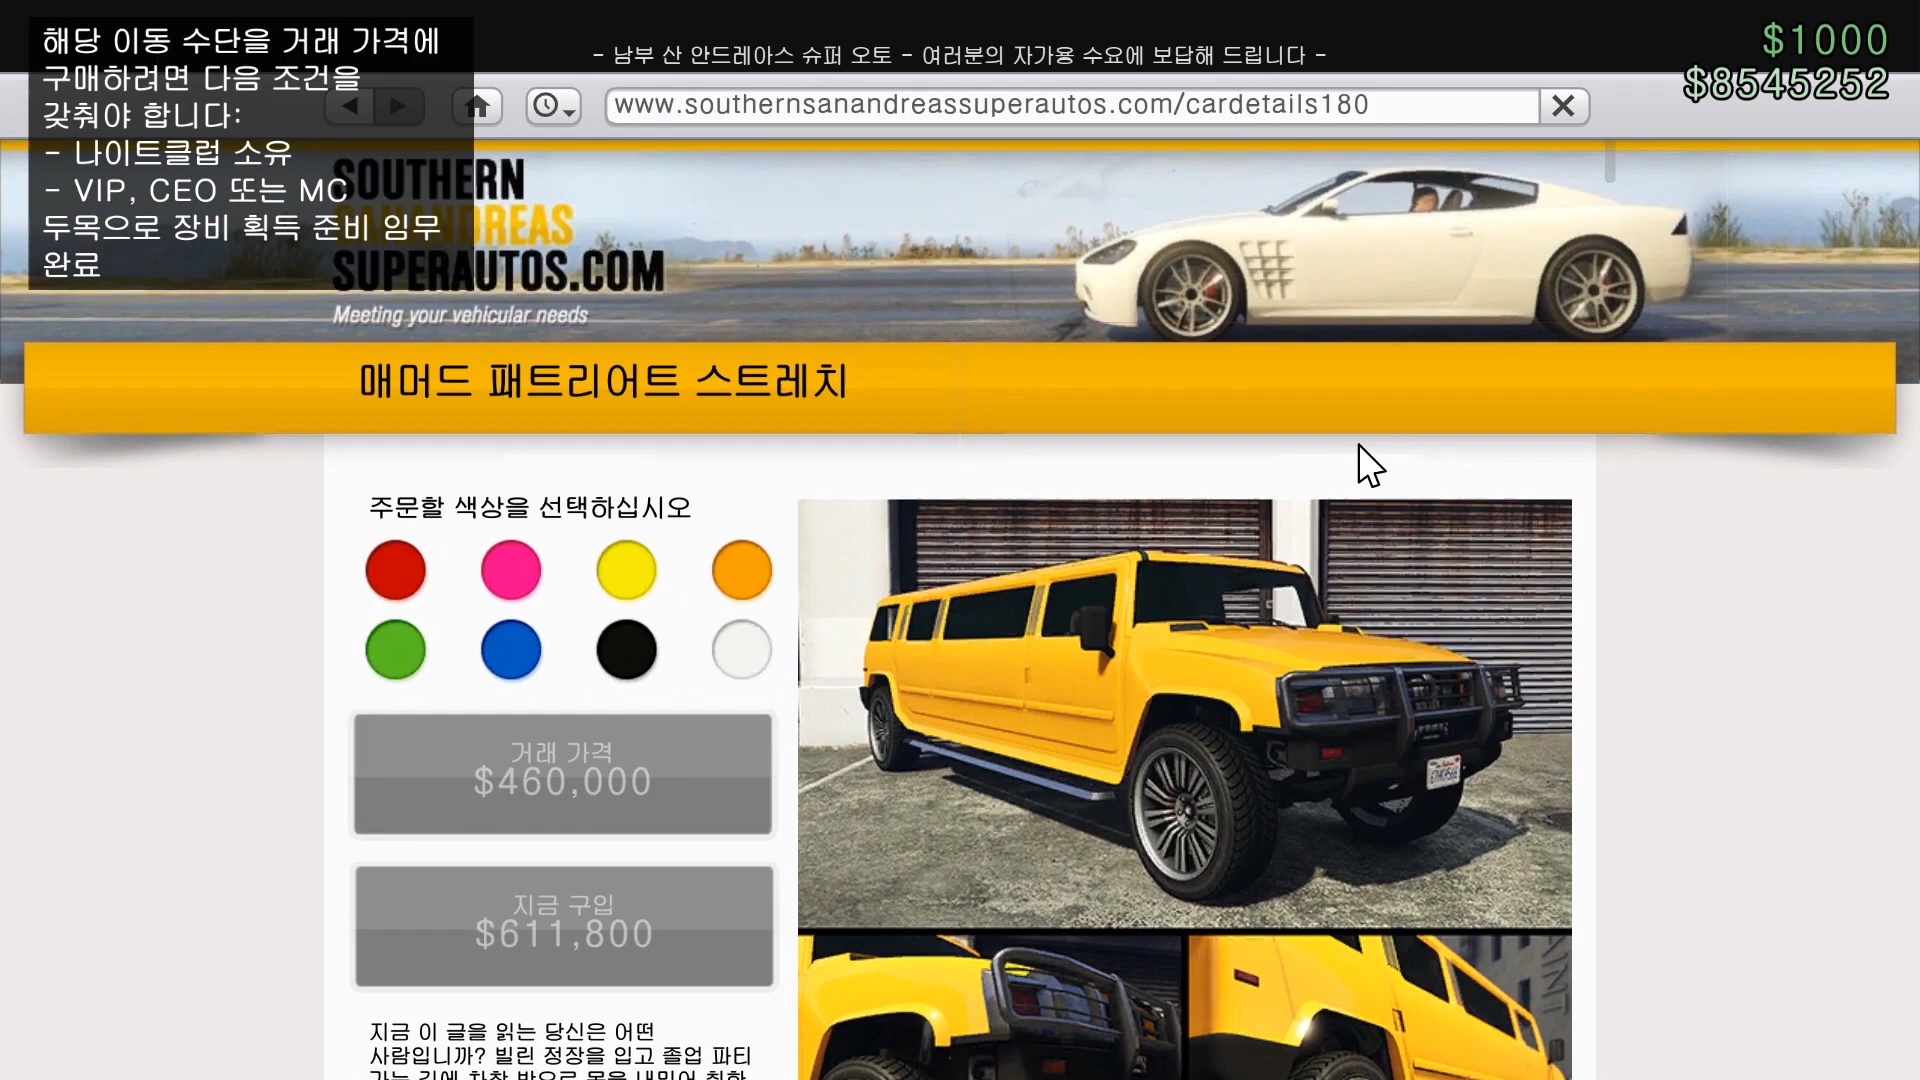 해당 이동 수단을 거래 가격에
구매하려면 다음 조건을
갖춰야 합니다:
- 나이트클럽 소유
- VIP, CEO 또는 MC
두목으로 장비 획득 준비 임무
완료
- 남부 산 안드레아스 슈퍼 오토 - 여러분의 자가용 수요에 보답해 드립니다 -
$1000
$8545252
www.southernsanandreassuperautos.com/cardetails180
SOUTHERN
SANANDREAS
SUPERAUTOS.COM
Meeting your vehicular needs
매머드 패트리어트 스트레치
주문할 색상을 선택하십시오
거래 가격
$460,000
지금 구입
$611,800
지금 이 글을 읽는 당신은 어떤
사람입니까? 빌린 정장을 입고 졸업 파티